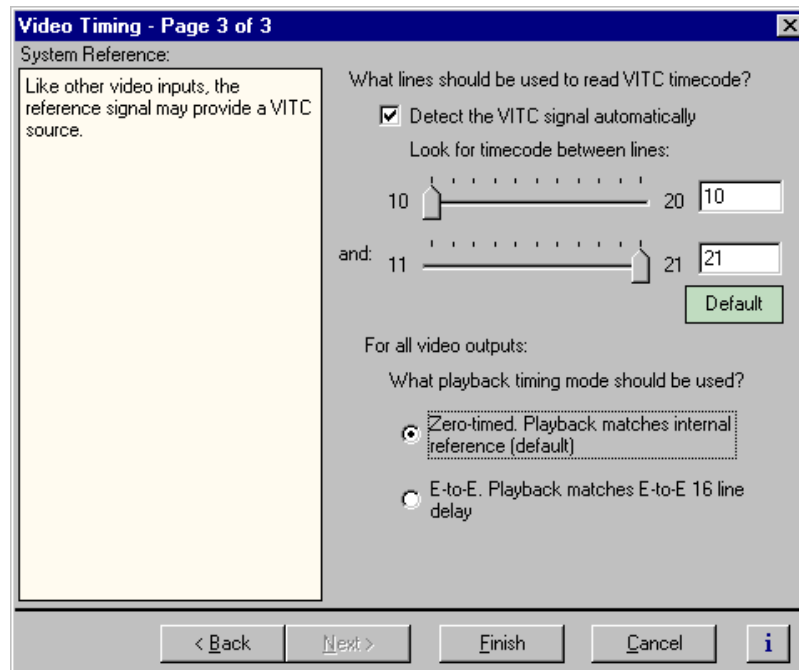 Video Timing - Page 3 of 3
System Reference:
Like other video inputs, the
reference signal may provide a VITC
source.
What lines should be used to read VITC timecode?
Detect the VITC signal automatically
Look for timecode between lines:
10 20 10
and: 11 21 21
Default
For all video outputs:
What playback timing mode should be used?
Zero-timed. Playback matches internal
reference (default)
E-to-E. Playback matches E-to-E 16 line
delay
< Back Next > Finish Cancel i